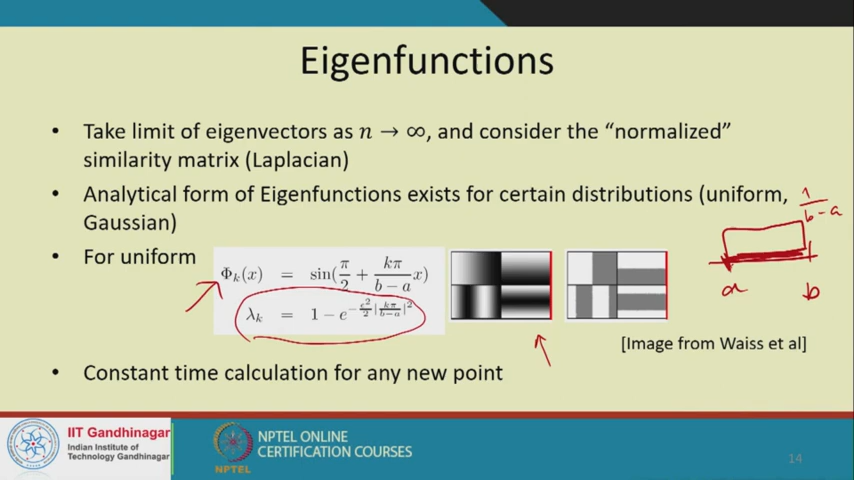 Eigenfunctions
• Take limit of eigenvectors as n → ∞, and consider the “normalized”
similarity matrix (Laplacian)
• Analytical form of Eigenfunctions exists for certain distributions (uniform,
Gaussian)
1/b-a
• For uniform
Φ_k(x) = sin(π/2 + kπ/(b − a) x)
λ_k = 1 − e^{−ϵ²/2 |kπ/(b−a)|²}
a b
[Image from Waiss et al]
• Constant time calculation for any new point
IIT Gandhinagar
Indian Institute of
Technology Gandhinagar
NPTEL
NPTEL ONLINE
CERTIFICATION COURSES
14